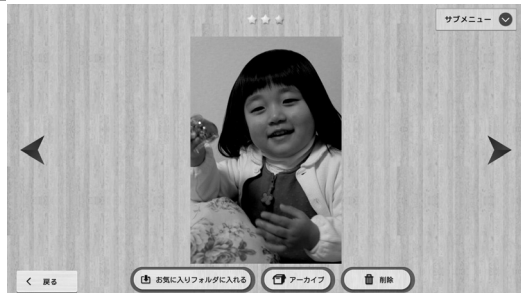 サブメニュー
戻る
お気に入りフォルダに入れる
アーカイブ
削除